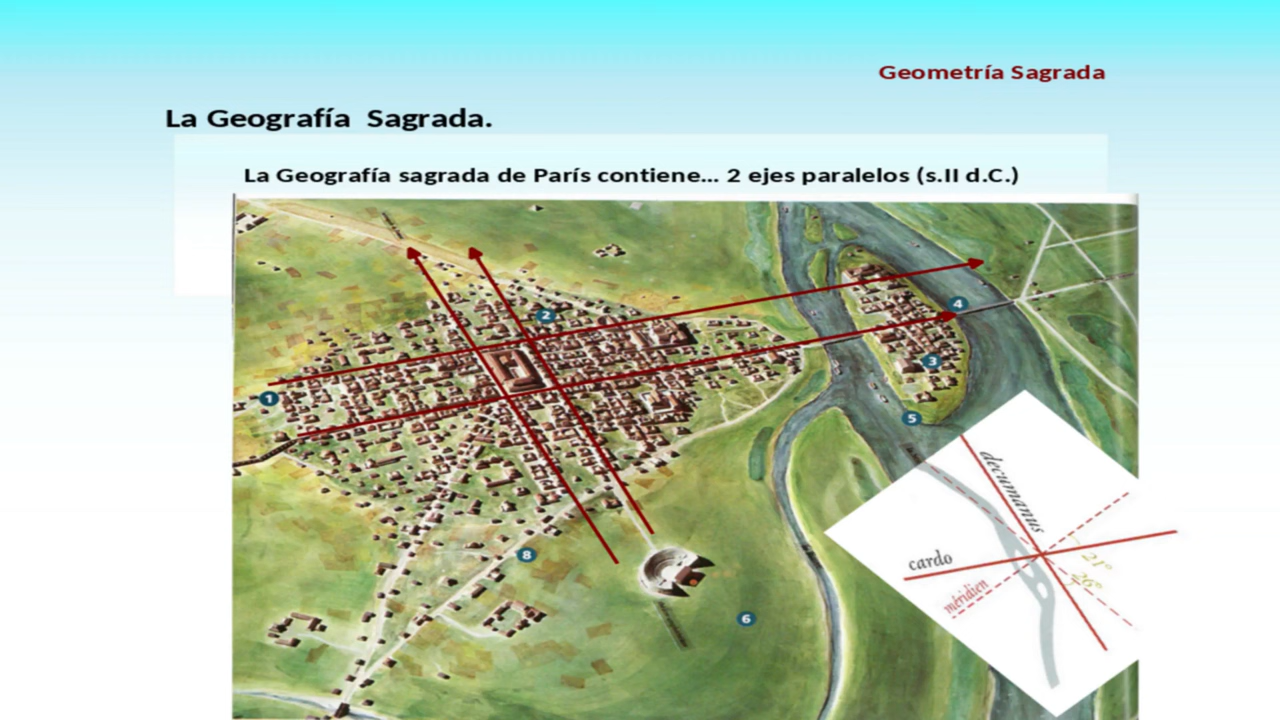 Geometría Sagrada
La Geografía Sagrada.
La Geografía sagrada de París contiene... 2 ejes paralelos (s.II d.C.)
1
2
3
4
5
6
8
decumanus
cardo
méridien
21°
26°